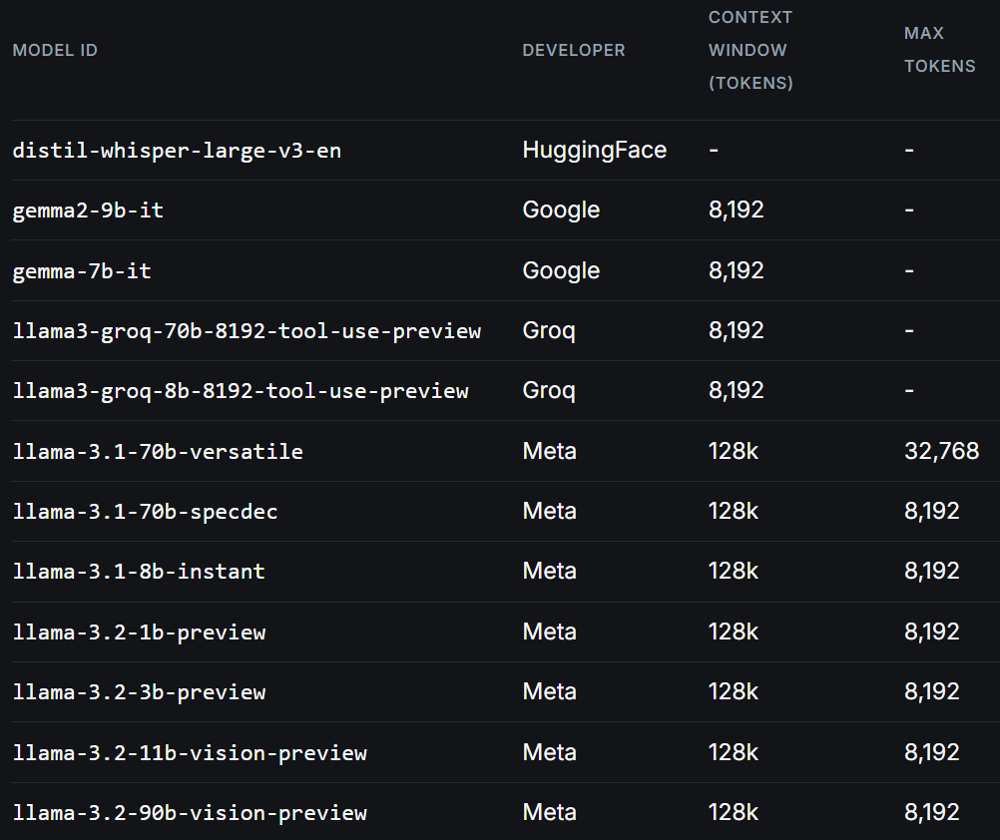 MODEL ID DEVELOPER CONTEXT WINDOW (TOKENS) MAX TOKENS
distil-whisper-large-v3-en HuggingFace - -
gemma2-9b-it Google 8,192 -
gemma-7b-it Google 8,192 -
llama3-groq-70b-8192-tool-use-preview Groq 8,192 -
llama3-groq-8b-8192-tool-use-preview Groq 8,192 -
llama-3.1-70b-versatile Meta 128k 32,768
llama-3.1-70b-specdec Meta 128k 8,192
llama-3.1-8b-instant Meta 128k 8,192
llama-3.2-1b-preview Meta 128k 8,192
llama-3.2-3b-preview Meta 128k 8,192
llama-3.2-11b-vision-preview Meta 128k 8,192
llama-3.2-90b-vision-preview Meta 128k 8,192